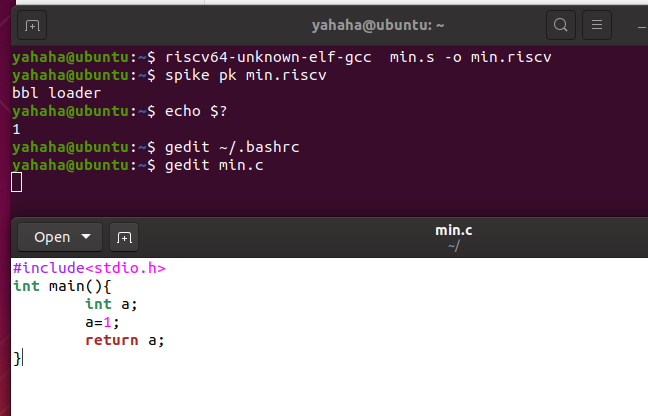 yahaha@ubuntu: ~
yahaha@ubuntu:~$ riscv64-unknown-elf-gcc  min.s -o min.riscv
yahaha@ubuntu:~$ spike pk min.riscv
bbl loader
yahaha@ubuntu:~$ echo $?
1
yahaha@ubuntu:~$ gedit ~/.bashrc
yahaha@ubuntu:~$ gedit min.c
Open
min.c
~/
#include<stdio.h>
int main(){
        int a;
        a=1;
        return a;
}